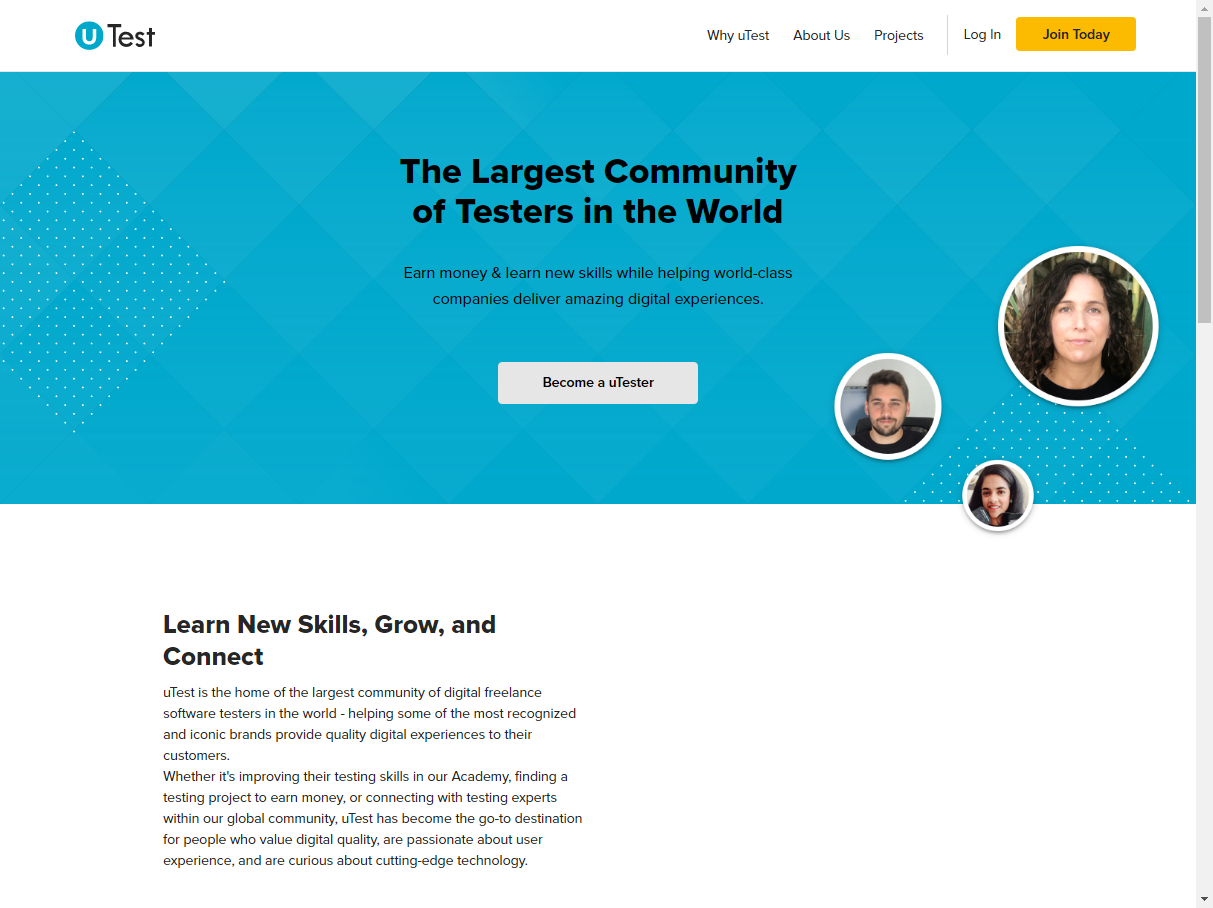 uTest
Why uTest
About Us
Projects
Log In
Join Today
The Largest Community
of Testers in the World
Earn money & learn new skills while helping world-class
companies deliver amazing digital experiences.
Become a uTester
Learn New Skills, Grow, and
Connect
uTest is the home of the largest community of digital freelance
software testers in the world - helping some of the most recognized
and iconic brands provide quality digital experiences to their
customers.
Whether it's improving their testing skills in our Academy, finding a
testing project to earn money, or connecting with testing experts
within our global community, uTest has become the go-to destination
for people who value digital quality, are passionate about user
experience, and are curious about cutting-edge technology.